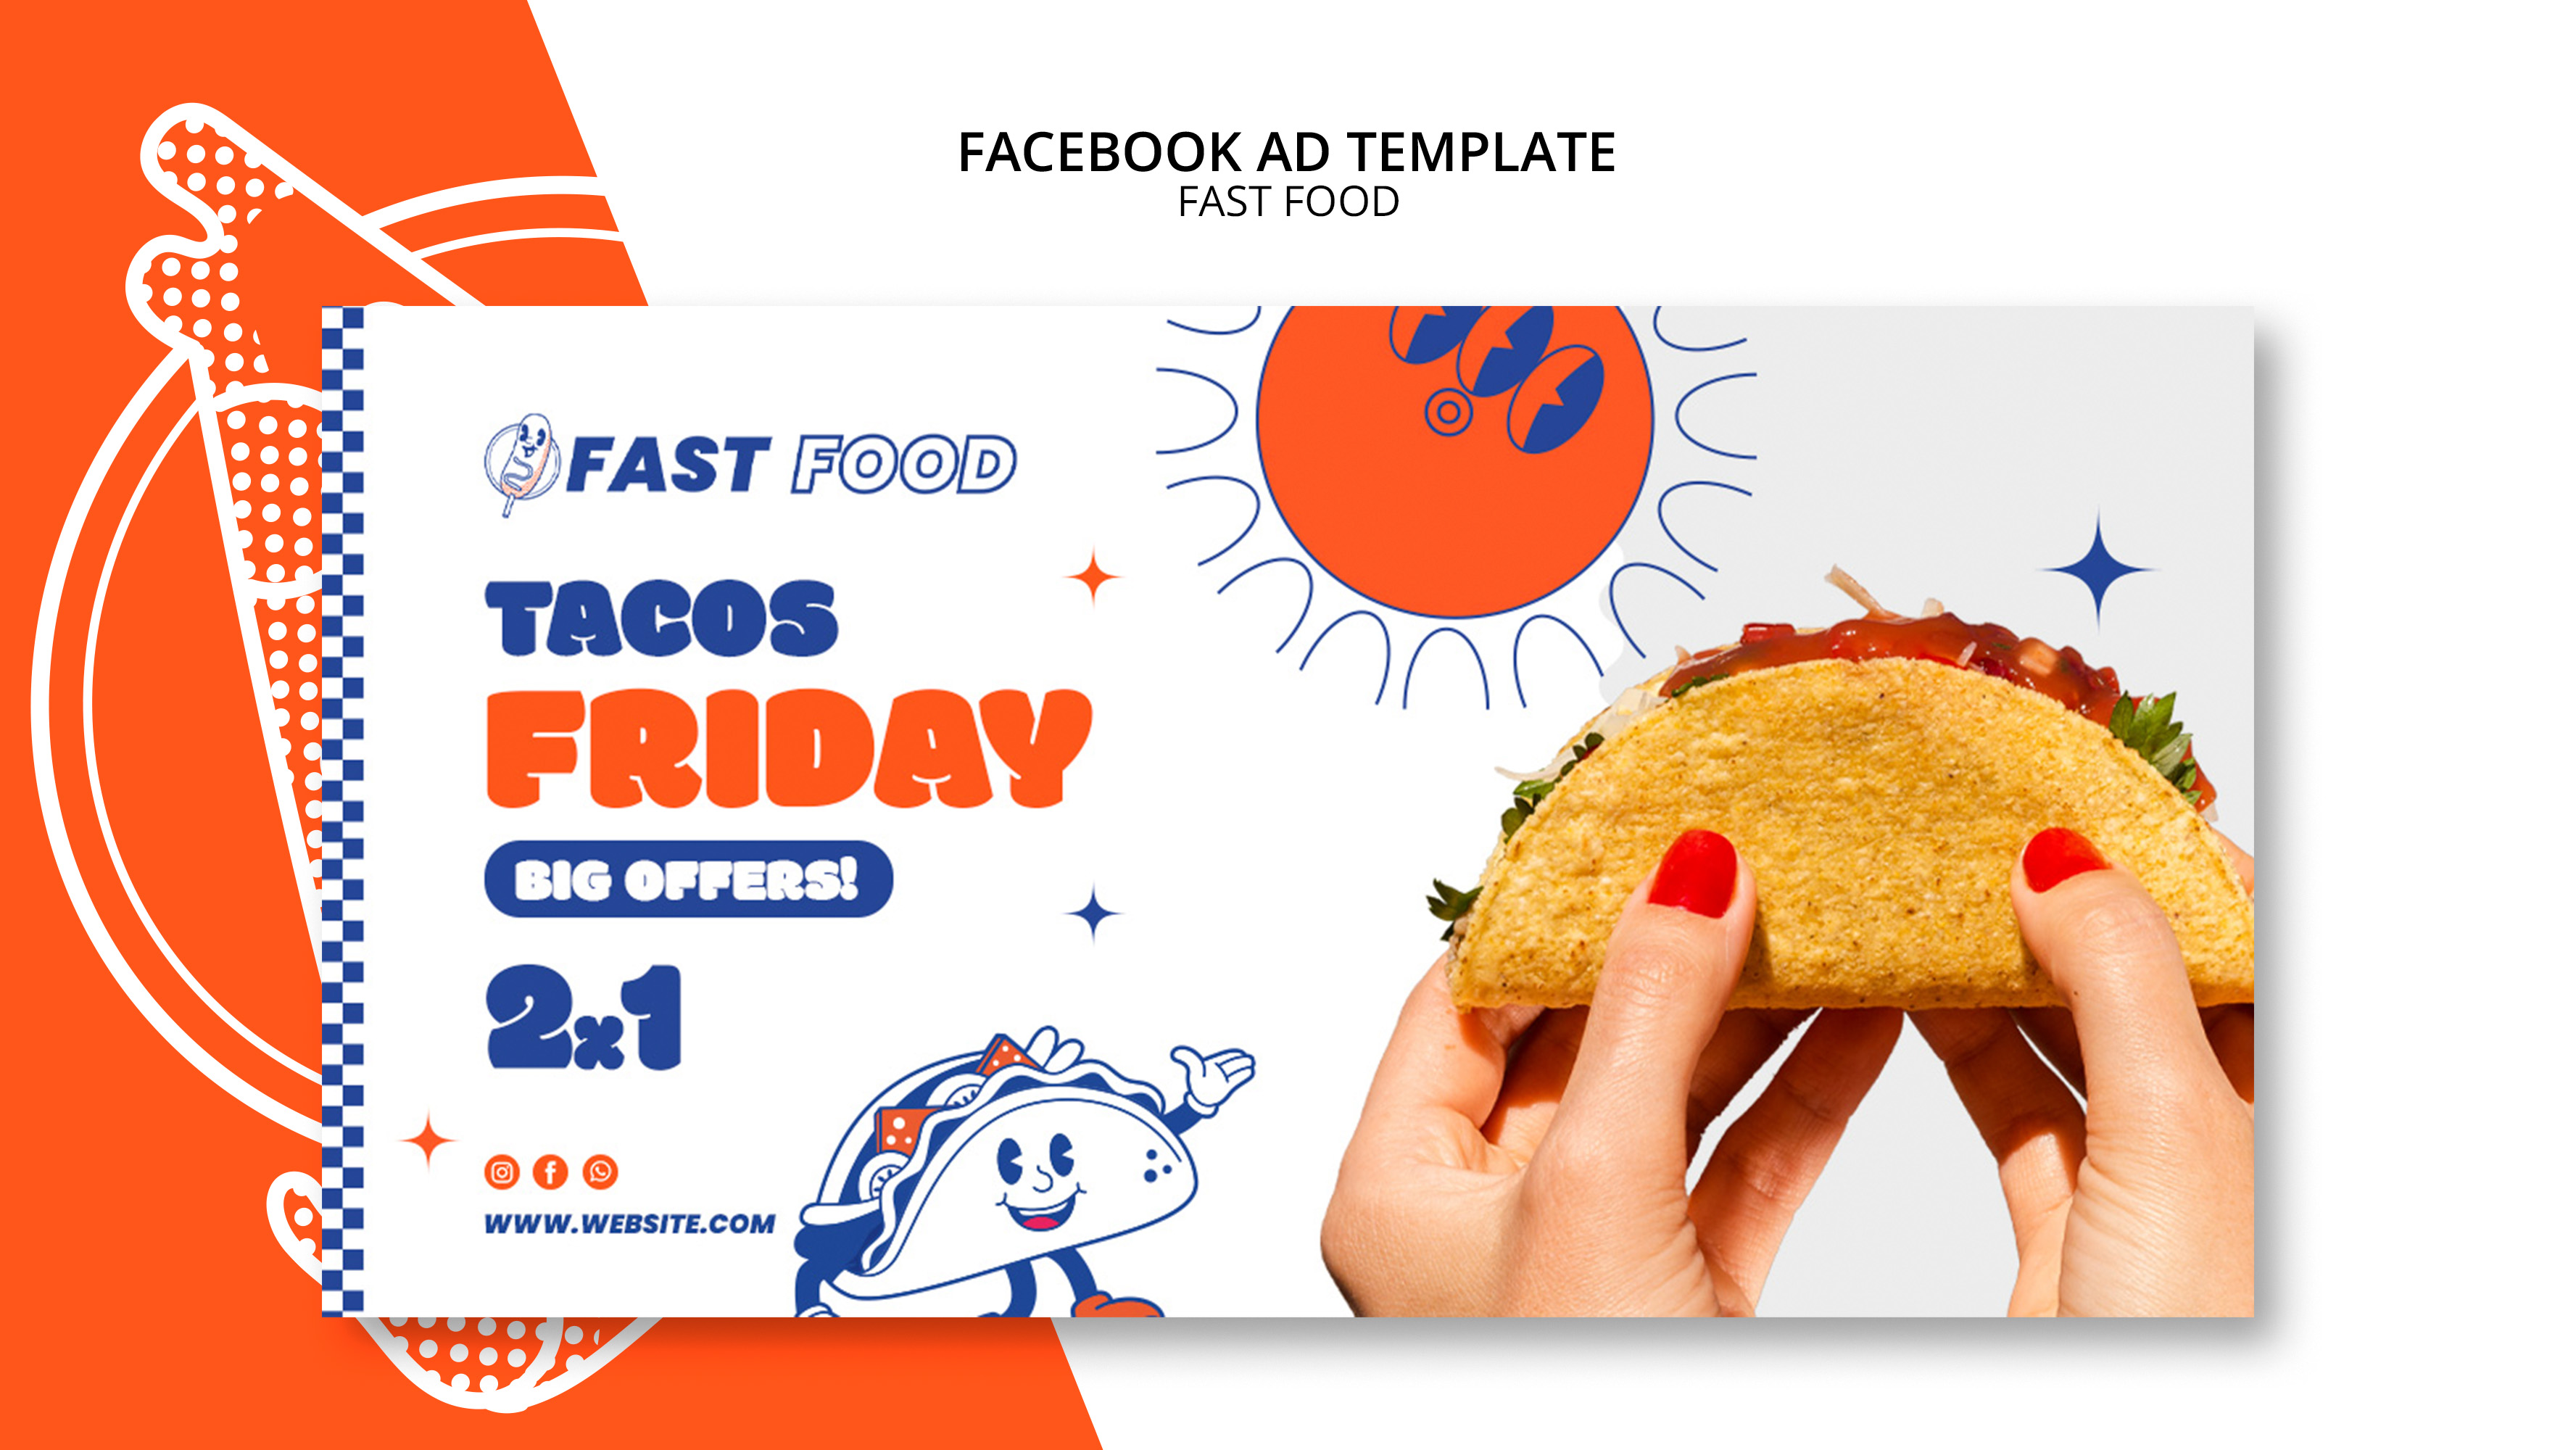 FACEBOOK AD TEMPLATE
FAST FOOD
FAST FOOD
TACOS
FRIDAY
BIG OFFERS!
2x1
WWW.WEBSITE.COM